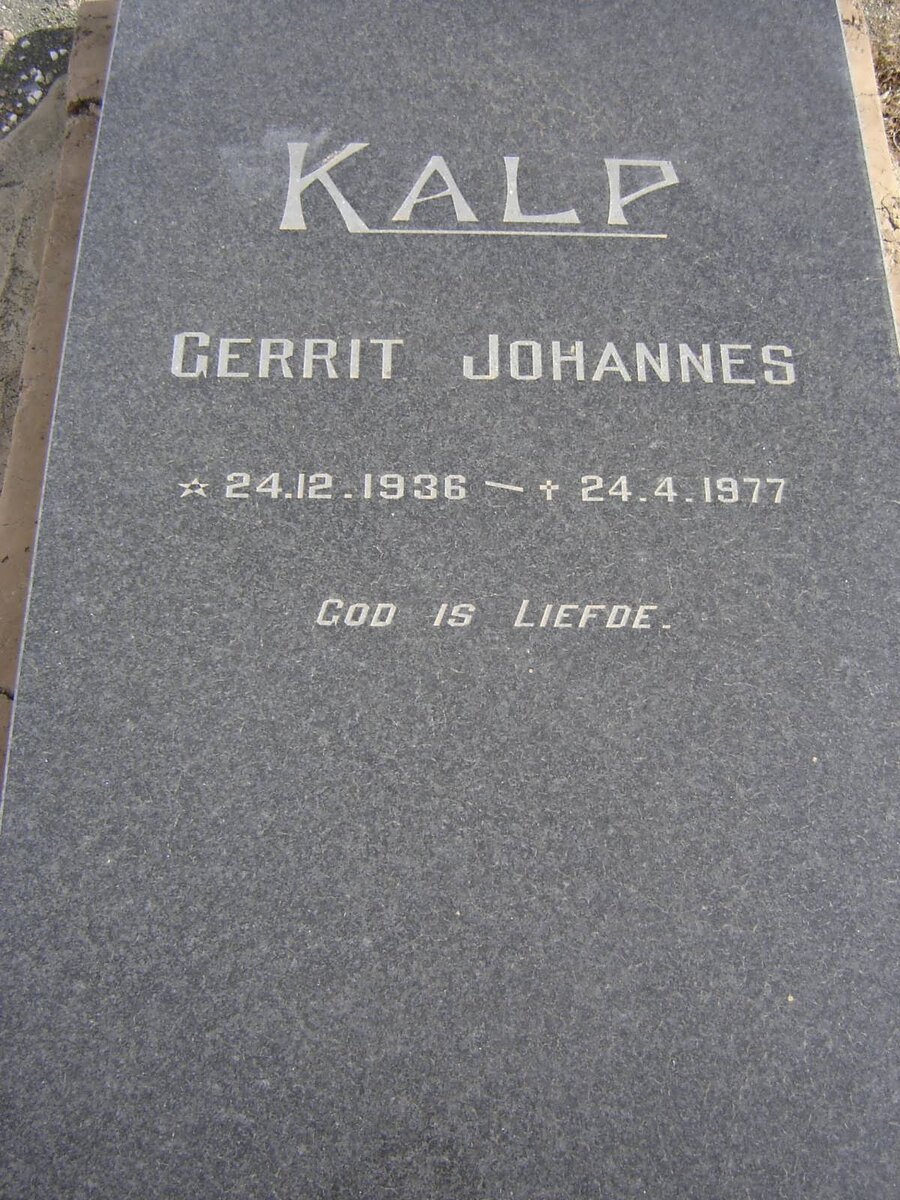 KALP
GERRIT JOHANNES
☆ 24.12.1936 — † 24.4.1977
GOD IS LIEFDE.